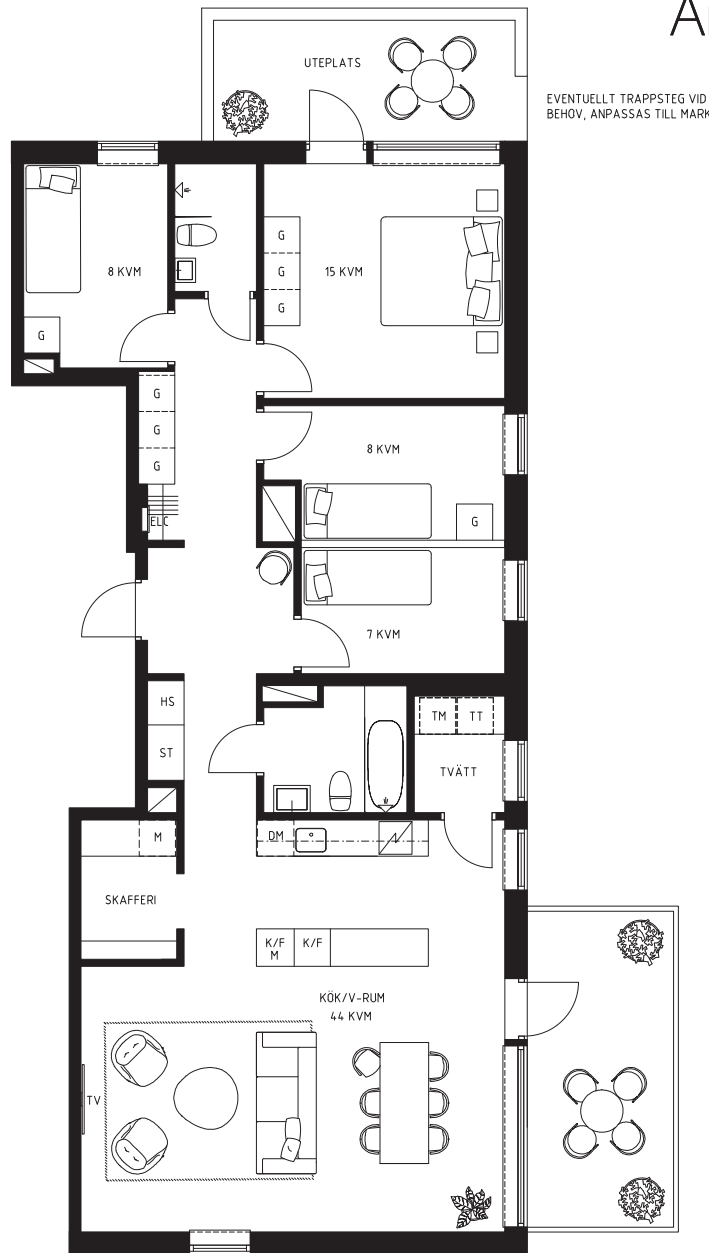 UTEPLATS
EVENTUELLT TRAPPSTEG VID
BEHOV, ANPASSAS TILL MARK
8 KVM
G
G
G
15 KVM
G
G
G
G
G
8 KVM
G
ELC
7 KVM
HS
ST
TM TT
TVÄTT
M
DM
SKAFFERI
K/F K/F
M
KÖK/V-RUM
44 KVM
TV